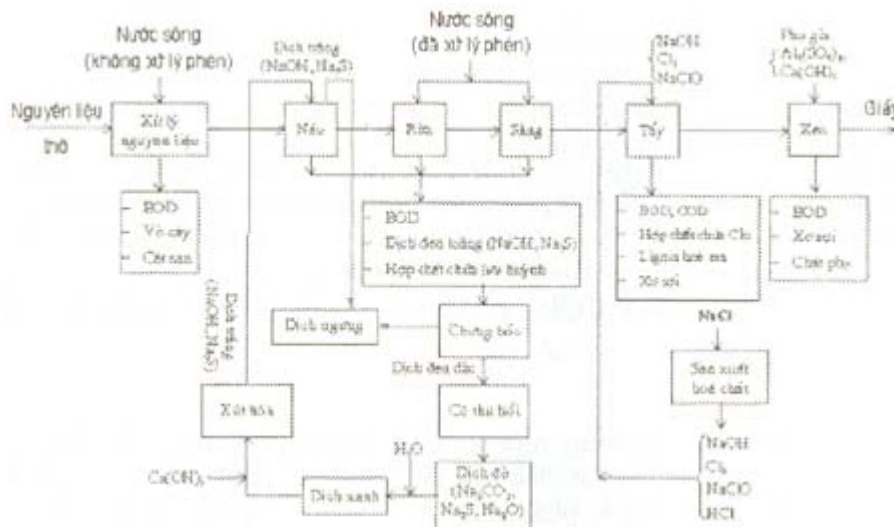 Nước sông
(không xử lý phèn)
Dịch trắng
(NaOH, Na₂S)
Nước sông
(đã xử lý phèn)
NaOH
Cl₂
NaClO
Phụ gia
Al₂(SO₄)₃
Ca(OH)₂
Nguyên liệu
thô
Xử lý
nguyên liệu
Nấu
Rửa
Sàng
Tẩy
Xeo
Giấy
- BOD
- Vỏ cây
- Cát sạn
- BOD
- Dịch đen loãng (NaOH, Na₂S)
- Hợp chất chứa lưu huỳnh
- BOD, COD
- Hợp chất chứa Clo
- Lignin hoà tan
- Xơ sợi
- BOD
- Xơ sợi
- Chất phụ
Dịch trắng
(NaOH, Na₂S)
Dịch ngưng
Chưng bốc
Dịch đen đặc
NaCl
Sản xuất
hoá chất
Xút hóa
Cô thu hồi
H₂O
Ca(OH)₂
Dịch xanh
Dịch đỏ
(Na₂CO₃,
Na₂S, Na₂O)
NaOH
Cl₂
NaClO
HCl